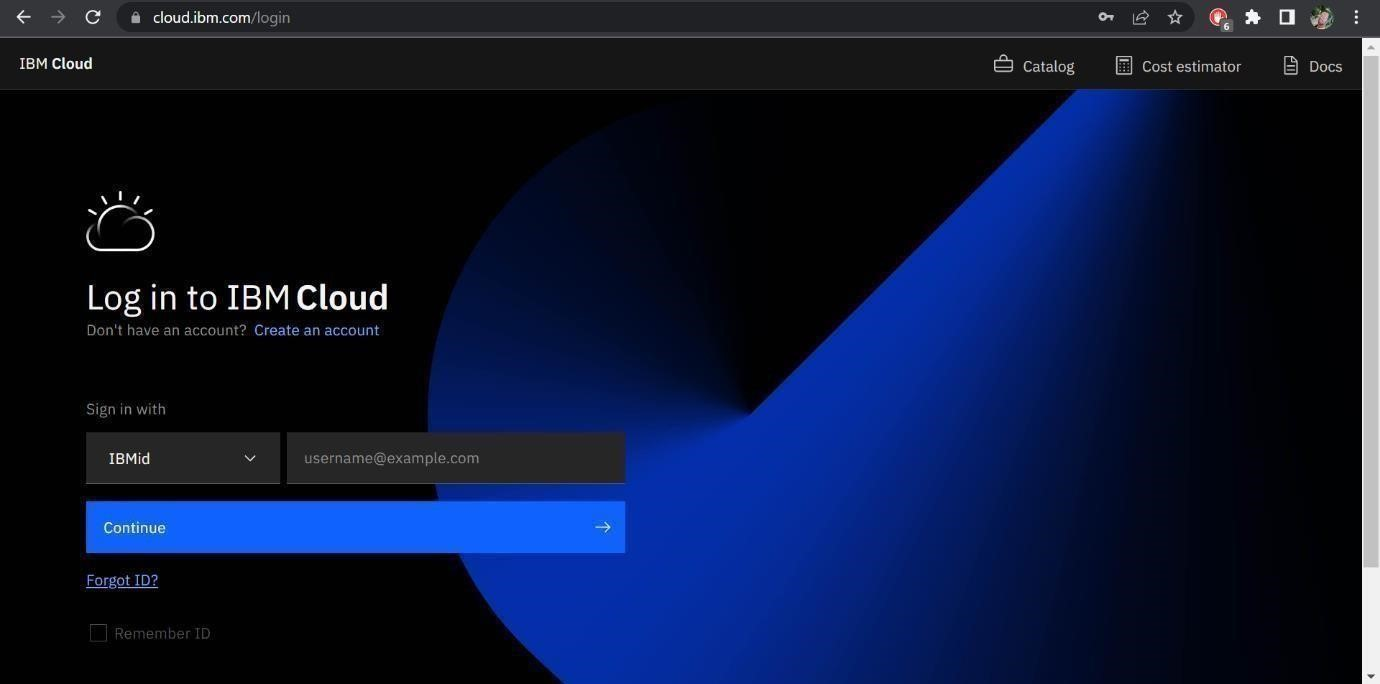 cloud.ibm.com/login
6
IBM Cloud
Catalog
Cost estimator
Docs
Log in to IBM Cloud
Don't have an account? Create an account
Sign in with
IBMid
username@example.com
Continue
Forgot ID?
Remember ID